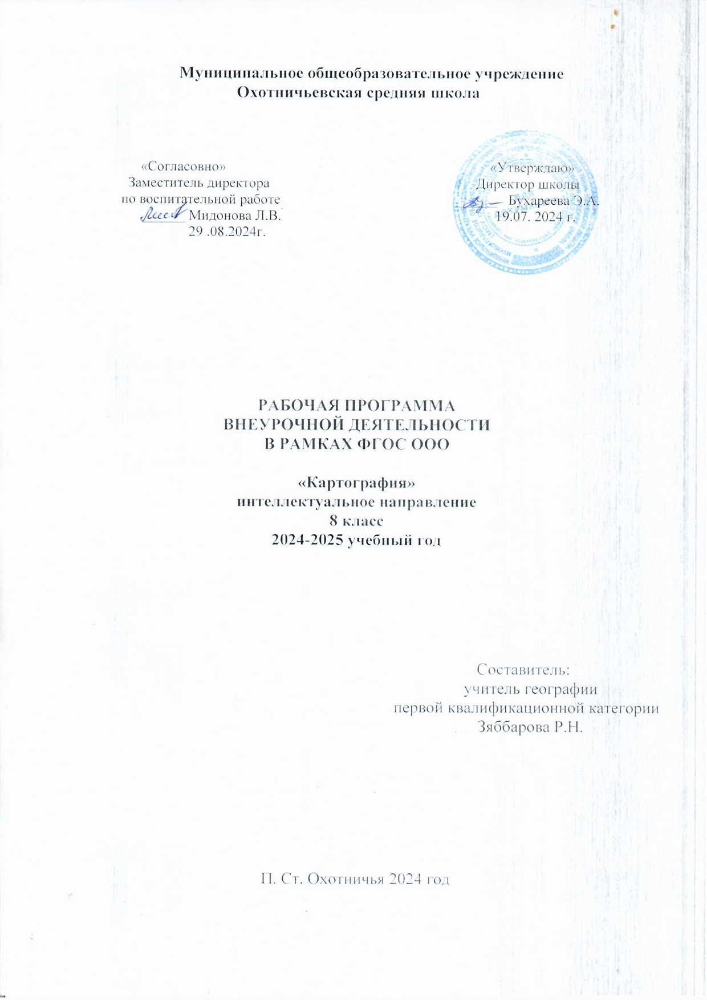 Муниципальное общеобразовательное учреждение
Охотничьевская средняя школа
«Согласовно»
Заместитель директора
по воспитательной работе
Мидонова Л.В.
29 .08.2024г.
«Утверждаю»
Директор школы
Бухареева Э.А.
19.07. 2024 г.
РАБОЧАЯ ПРОГРАММА
ВНЕУРОЧНОЙ ДЕЯТЕЛЬНОСТИ
В РАМКАХ ФГОС ООО
«Картография»
интеллектуальное направление
8 класс
2024-2025 учебный год
Составитель:
учитель географии
первой квалификационной категории
Зяббарова Р.Н.
П. Ст. Охотничья 2024 год